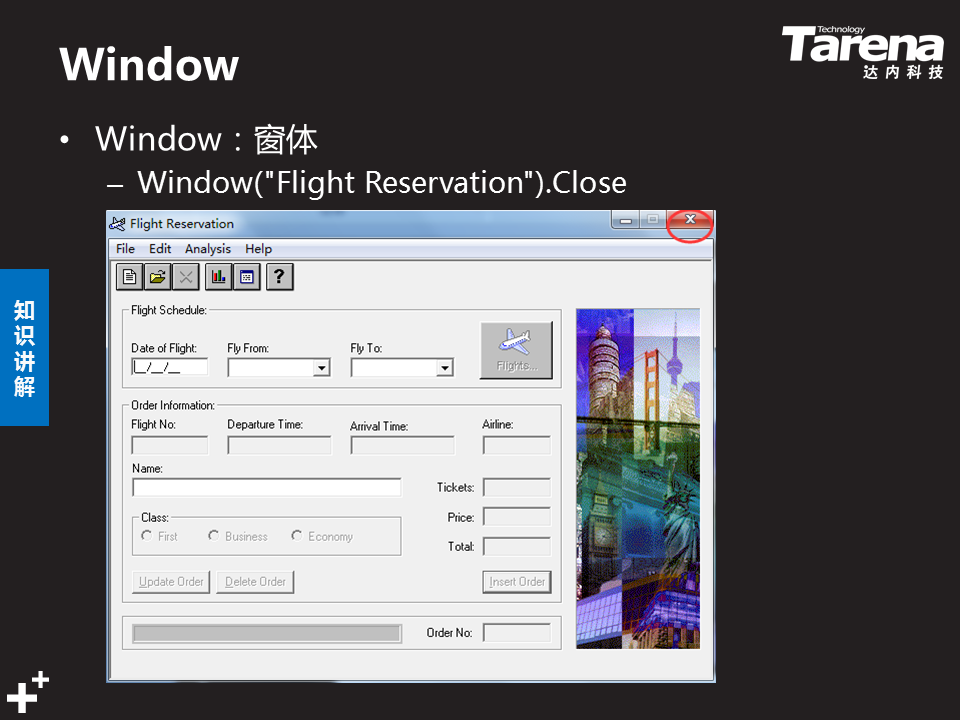 Window
Technology
Tarena
达内科技
• Window：窗体
– Window("Flight Reservation").Close
知识讲解
Flight Reservation
File Edit Analysis Help
?
Flight Schedule:
Date of Flight: Fly From: Fly To:
__/__/__
Flights...
Order Information:
Flight No: Departure Time: Arrival Time: Airline:
Name:
Tickets:
Class:
First Business Economy
Price:
Total:
Update Order Delete Order Insert Order
Order No: